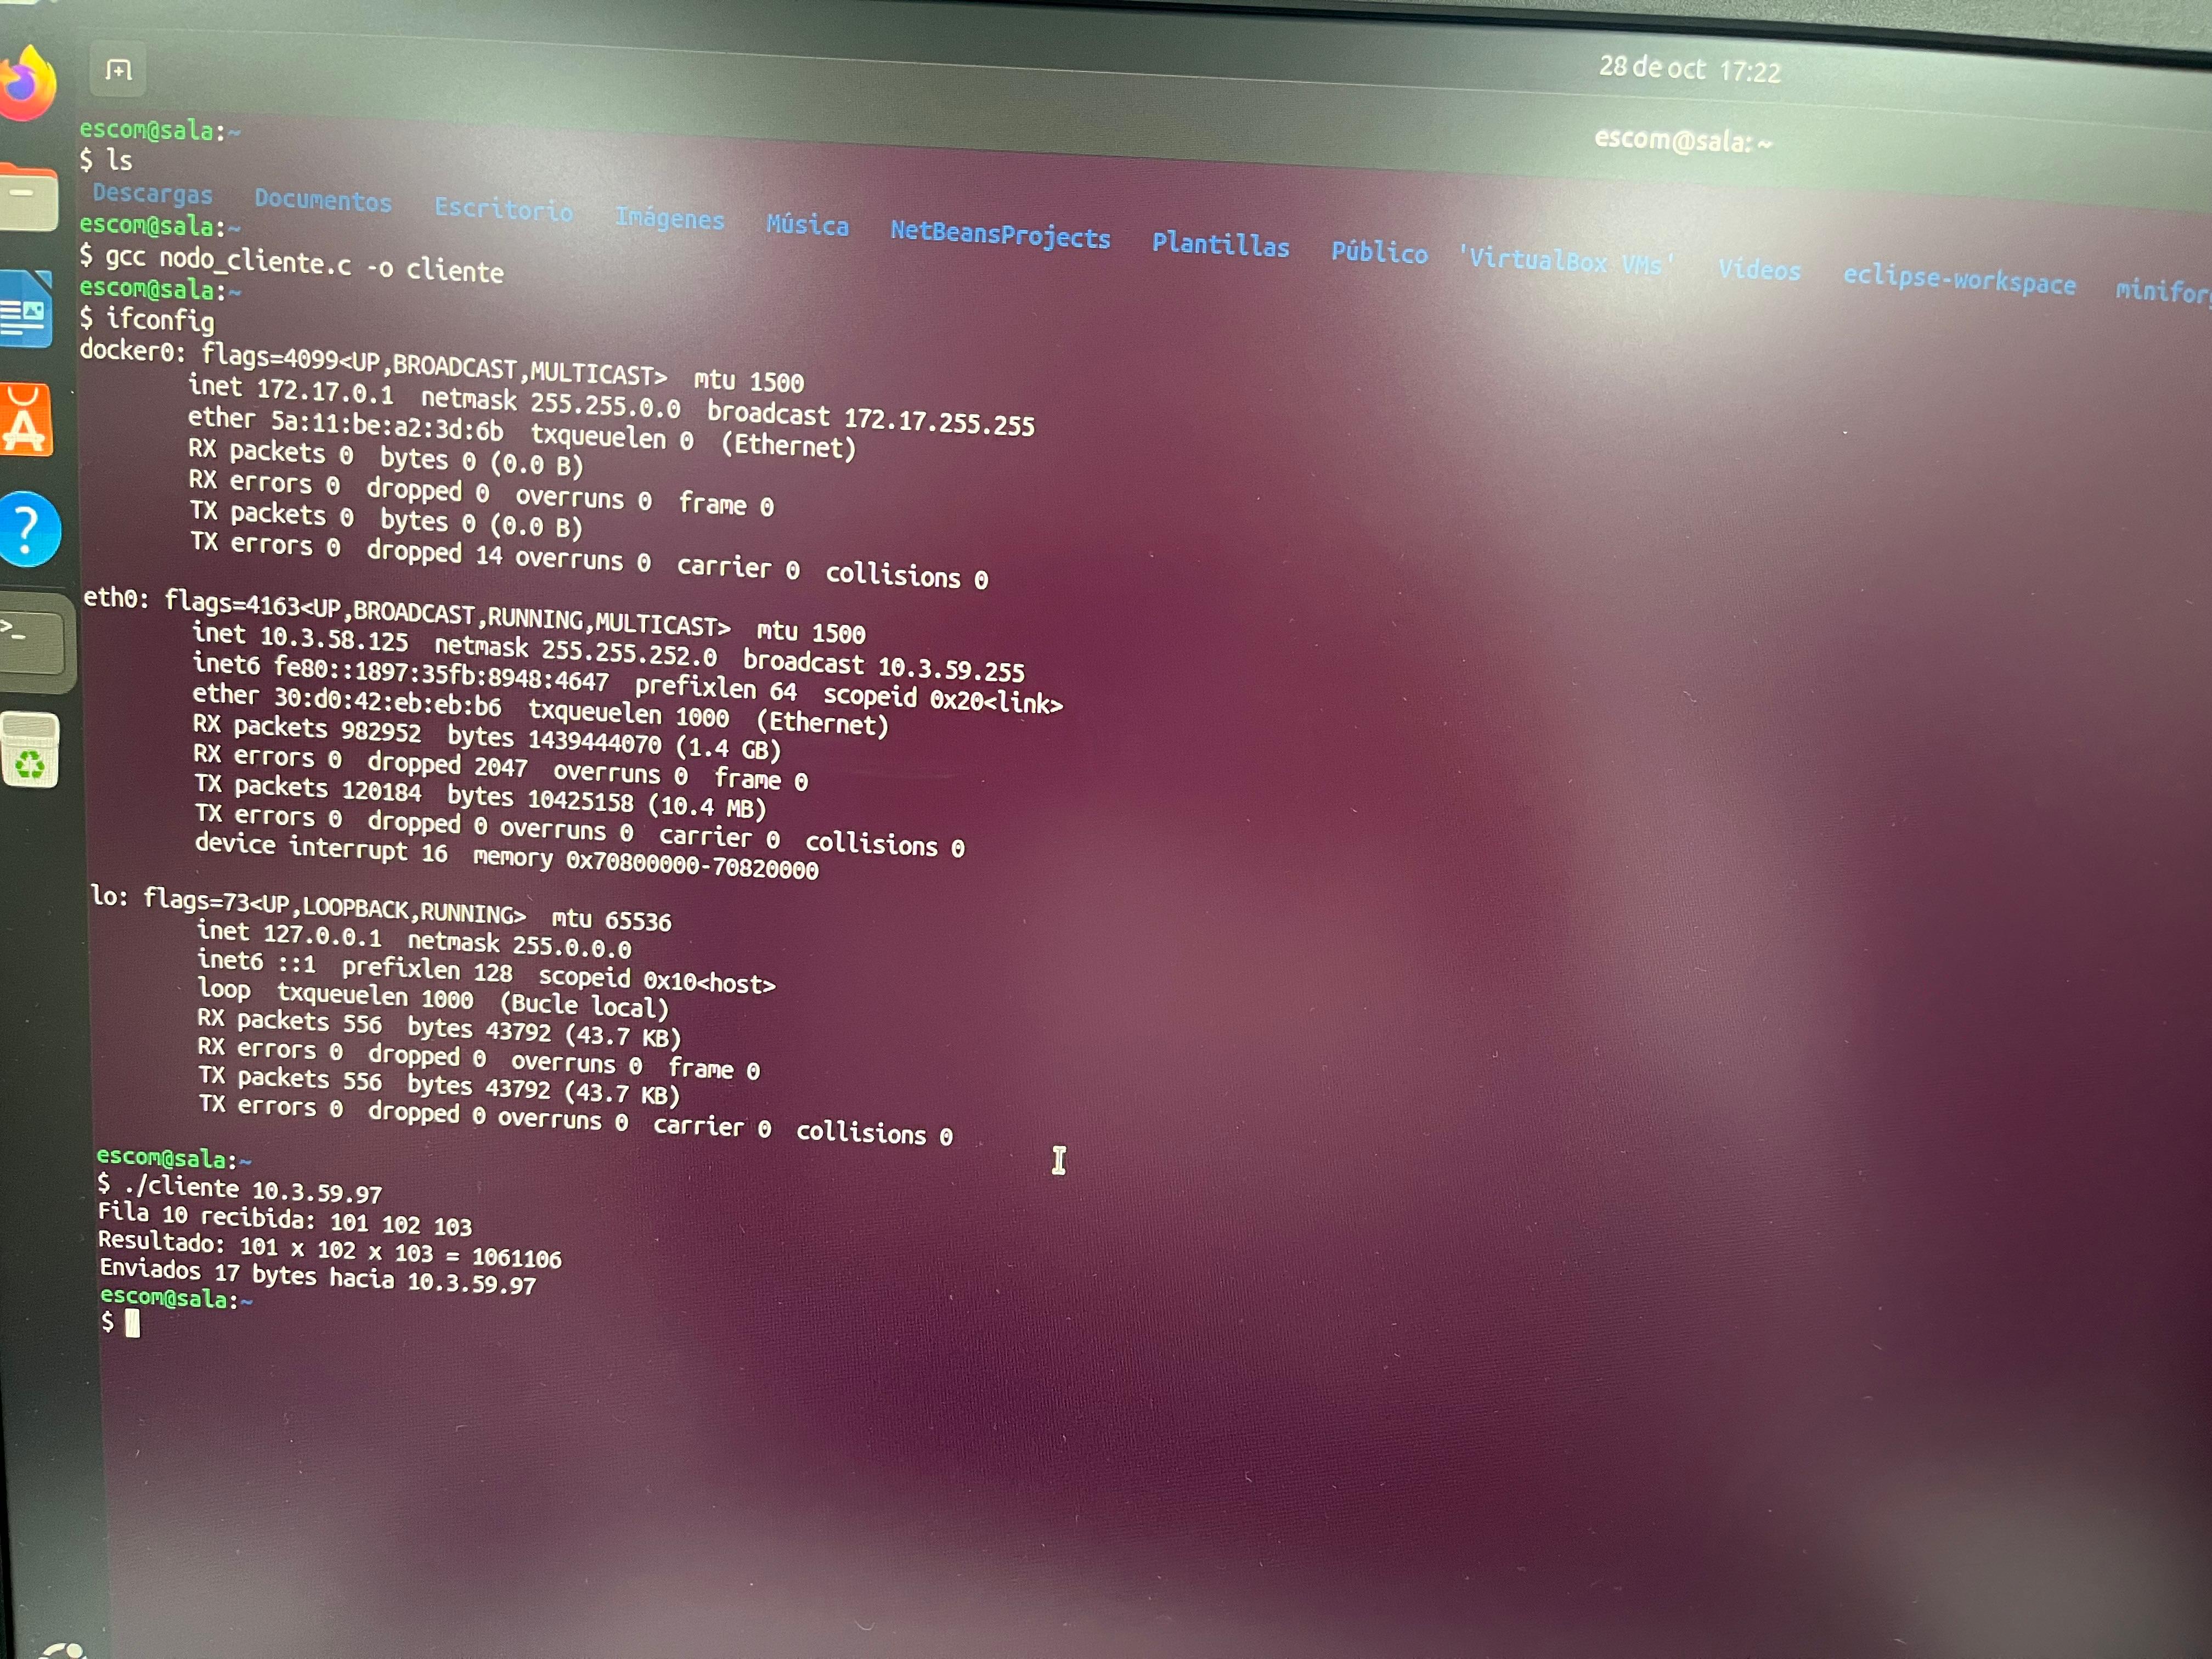 28 de oct 17:22
escom@sala: ~
escom@sala:~
$ ls
Descargas Documentos Escritorio Imágenes Música NetBeansProjects Plantillas Público 'VirtualBox VMs' Vídeos eclipse-workspace
escom@sala:~
$ gcc nodo_cliente.c -o cliente
escom@sala:~
$ ifconfig
docker0: flags=4099<UP,BROADCAST,MULTICAST> mtu 1500
inet 172.17.0.1 netmask 255.255.0.0 broadcast 172.17.255.255
ether 5a:11:be:a2:3d:6b txqueuelen 0 (Ethernet)
RX packets 0 bytes 0 (0.0 B)
RX errors 0 dropped 0 overruns 0 frame 0
TX packets 0 bytes 0 (0.0 B)
TX errors 0 dropped 14 overruns 0 carrier 0 collisions 0
eth0: flags=4163<UP,BROADCAST,RUNNING,MULTICAST> mtu 1500
inet 10.3.58.125 netmask 255.255.252.0 broadcast 10.3.59.255
inet6 fe80::1897:35fb:8948:4647 prefixlen 64 scopeid 0x20<link>
ether 30:d0:42:eb:eb:b6 txqueuelen 1000 (Ethernet)
RX packets 982952 bytes 1439444070 (1.4 GB)
RX errors 0 dropped 2047 overruns 0 frame 0
TX packets 120184 bytes 10425158 (10.4 MB)
TX errors 0 dropped 0 overruns 0 carrier 0 collisions 0
device interrupt 16 memory 0x70800000-70820000
lo: flags=73<UP,LOOPBACK,RUNNING> mtu 65536
inet 127.0.0.1 netmask 255.0.0.0
inet6 ::1 prefixlen 128 scopeid 0x10<host>
loop txqueuelen 1000 (Bucle local)
RX packets 556 bytes 43792 (43.7 KB)
RX errors 0 dropped 0 overruns 0 frame 0
TX packets 556 bytes 43792 (43.7 KB)
TX errors 0 dropped 0 overruns 0 carrier 0 collisions 0
escom@sala:~
$ ./cliente 10.3.59.97
Fila 10 recibida: 101 102 103
Resultado: 101 x 102 x 103 = 1061106
Enviados 17 bytes hacia 10.3.59.97
escom@sala:~
$